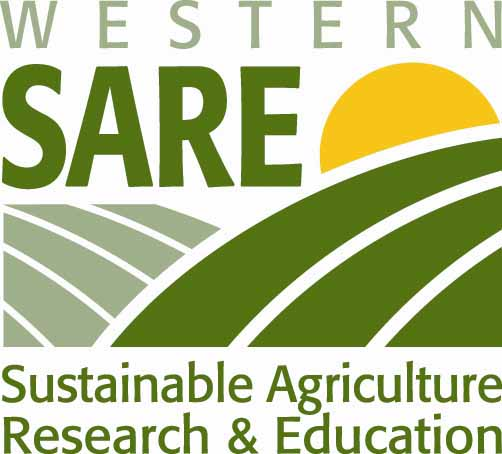 WESTERN
SARE
Sustainable Agriculture
Research & Education